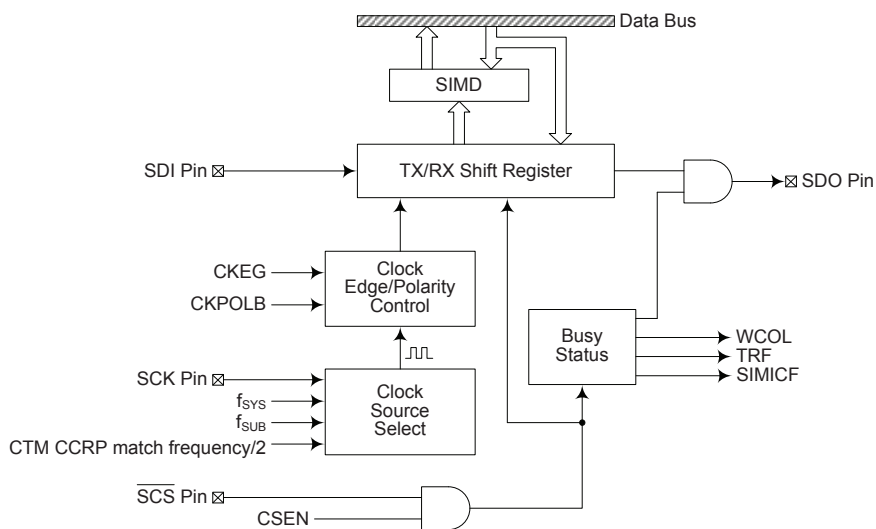 Data Bus
SIMD
SDI Pin
TX/RX Shift Register
SDO Pin
CKEG
CKPOLB
Clock
Edge/Polarity
Control
Busy
Status
WCOL
TRF
SIMICF
SCK Pin
fSYS
fSUB
CTM CCRP match frequency/2
Clock
Source
Select
SCS Pin
CSEN